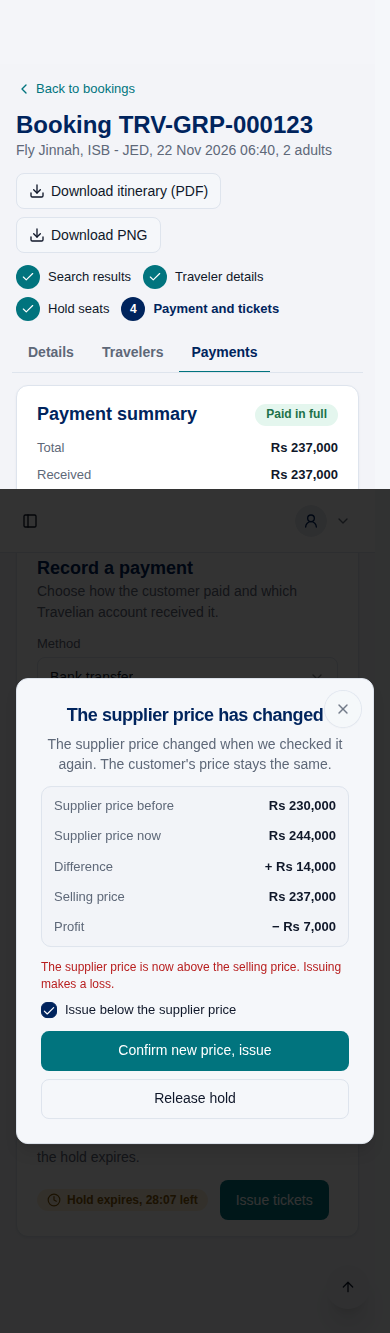 Back to bookings
Booking TRV-GRP-000123
Fly Jinnah, ISB - JED, 22 Nov 2026 06:40, 2 adults
Download itinerary (PDF)
Download PNG
Search results
Traveler details
Hold seats
4 Payment and tickets
Details Travelers Payments
Payment summary Paid in full
Total Rs 237,000
Received Rs 237,000
Record a payment
Choose how the customer paid and which
Travelian account received it.
Method
Bank transfer
The supplier price has changed
The supplier price changed when we checked it
again. The customer's price stays the same.
Supplier price before Rs 230,000
Supplier price now Rs 244,000
Difference + Rs 14,000
Selling price Rs 237,000
Profit − Rs 7,000
The supplier price is now above the selling price. Issuing
makes a loss.
Issue below the supplier price
Confirm new price, issue
Release hold
the hold expires.
Hold expires, 28:07 left Issue tickets